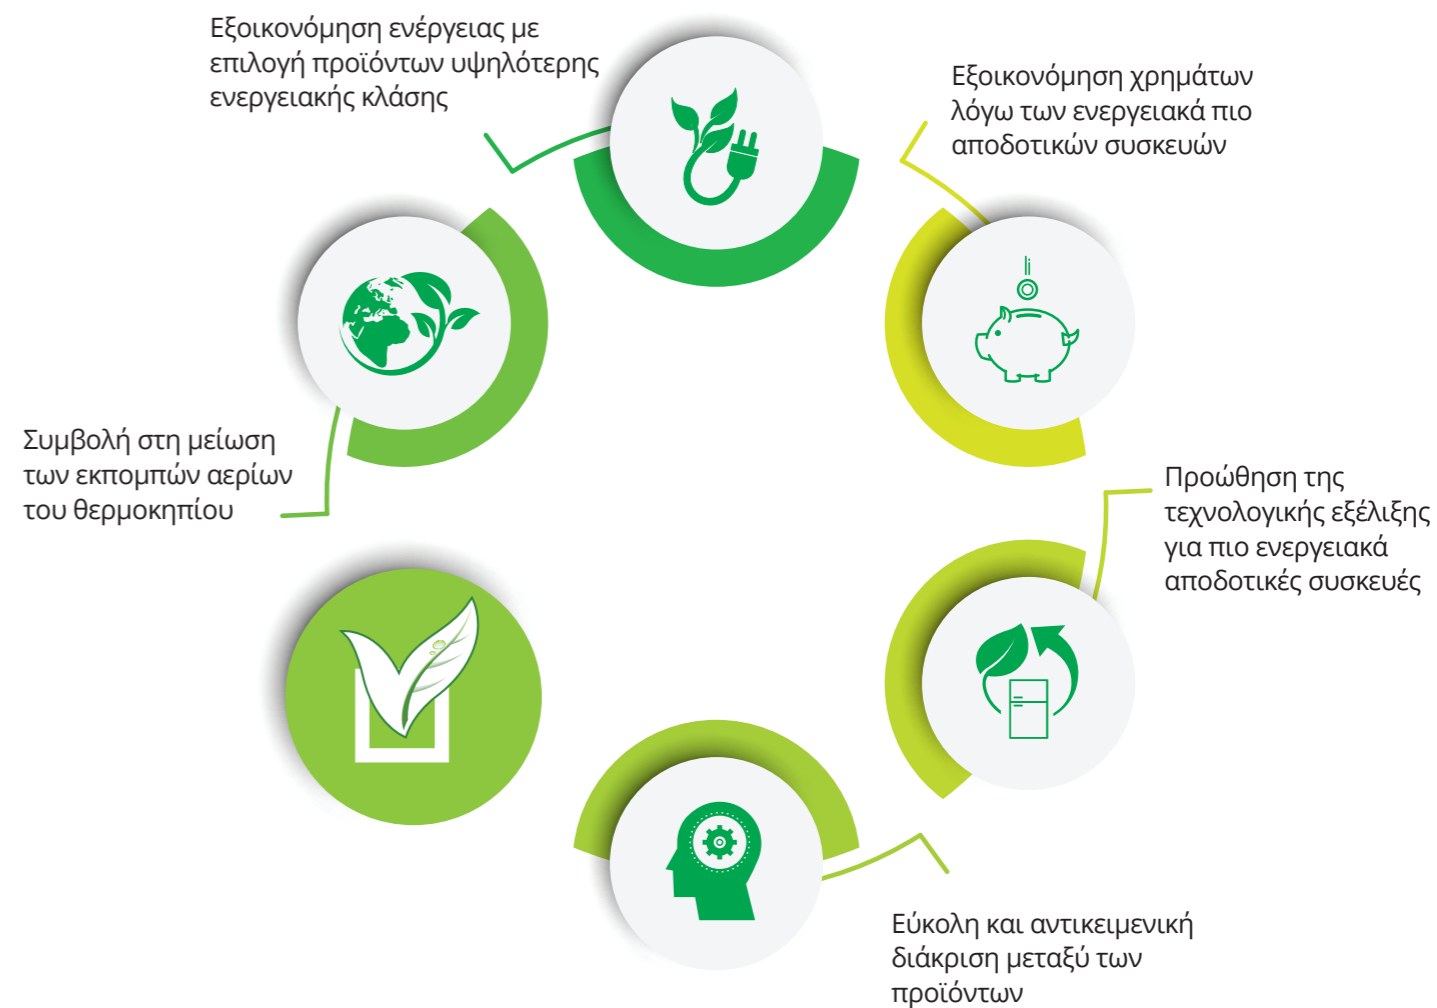 Εξοικονόμηση ενέργειας με
επιλογή προϊόντων υψηλότερης
ενεργειακής κλάσης
Εξοικονόμηση χρημάτων
λόγω των ενεργειακά πιο
αποδοτικών συσκευών
Συμβολή στη μείωση
των εκπομπών αερίων
του θερμοκηπίου
Προώθηση της
τεχνολογικής εξέλιξης
για πιο ενεργειακά
αποδοτικές συσκευές
Εύκολη και αντικειμενική
διάκριση μεταξύ των
προϊόντων